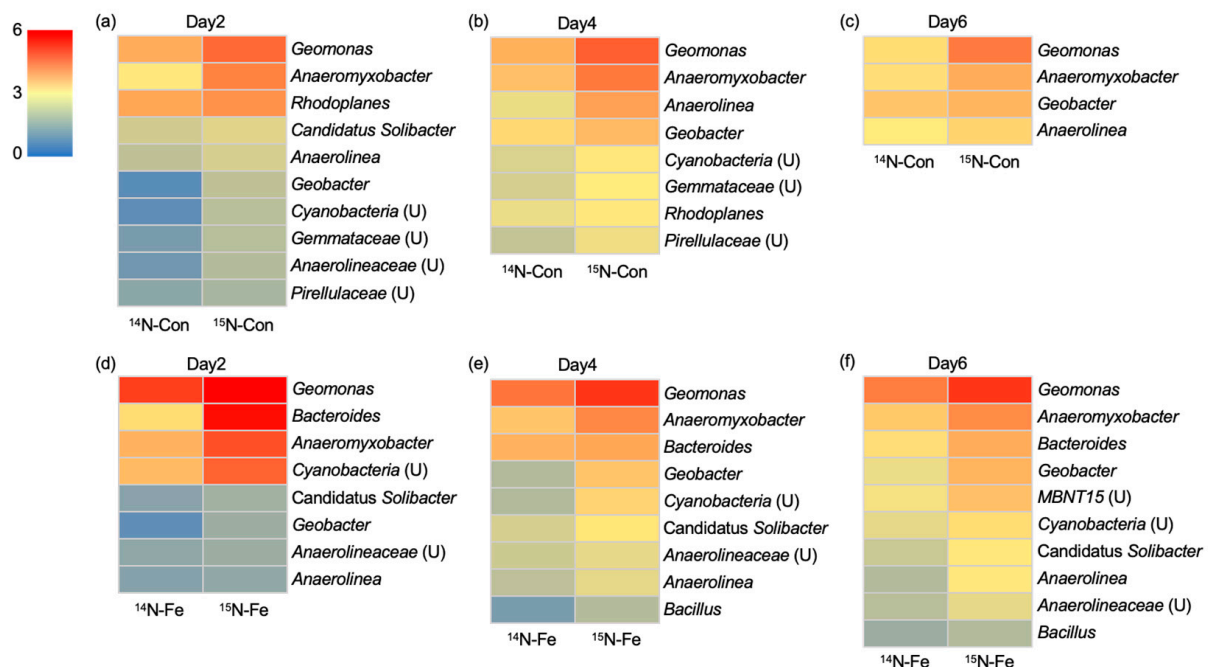 6
3
0
(a) Day2
Geomonas
Anaeromyxobacter
Rhodoplanes
Candidatus Solibacter
Anaerolinea
Geobacter
Cyanobacteria (U)
Gemmataceae (U)
Anaerolineaceae (U)
Pirellulaceae (U)
¹⁴N-Con ¹⁵N-Con
(b) Day4
Geomonas
Anaeromyxobacter
Anaerolinea
Geobacter
Cyanobacteria (U)
Gemmataceae (U)
Rhodoplanes
Pirellulaceae (U)
¹⁴N-Con ¹⁵N-Con
(c) Day6
Geomonas
Anaeromyxobacter
Geobacter
Anaerolinea
¹⁴N-Con ¹⁵N-Con
(d) Day2
Geomonas
Bacteroides
Anaeromyxobacter
Cyanobacteria (U)
Candidatus Solibacter
Geobacter
Anaerolineaceae (U)
Anaerolinea
¹⁴N-Fe ¹⁵N-Fe
(e) Day4
Geomonas
Anaeromyxobacter
Bacteroides
Geobacter
Cyanobacteria (U)
Candidatus Solibacter
Anaerolineaceae (U)
Anaerolinea
Bacillus
¹⁴N-Fe ¹⁵N-Fe
(f) Day6
Geomonas
Anaeromyxobacter
Bacteroides
Geobacter
MBNT15 (U)
Cyanobacteria (U)
Candidatus Solibacter
Anaerolinea
Anaerolineaceae (U)
Bacillus
¹⁴N-Fe ¹⁵N-Fe